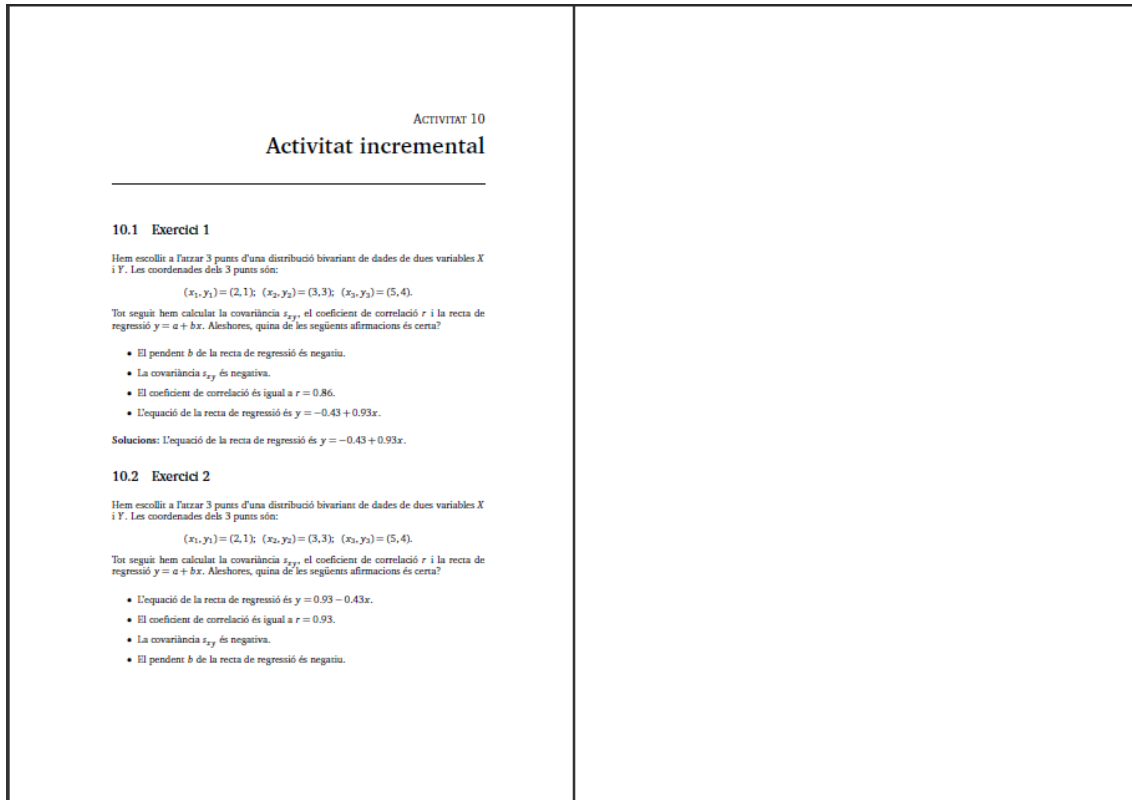 ACTIVITAT 10
Activitat incremental
10.1 Exercici 1
Hem escollit a l'atzar 3 punts d'una distribució bivariant de dades de dues variables X
i Y. Les coordenades dels 3 punts són:
(x₁, y₁) = (2, 1); (x₂, y₂) = (3, 3); (x₃, y₃) = (5, 4).
Tot seguit hem calculat la covariància sₓᵧ, el coeficient de correlació r i la recta de
regressió y = a + bx. Aleshores, quina de les següents afirmacions és certa?
• El pendent b de la recta de regressió és negatiu.
• La covariància sₓᵧ és negativa.
• El coeficient de correlació és igual a r = 0.86.
• L'equació de la recta de regressió és y = −0.43 + 0.93x.
Solucions: L'equació de la recta de regressió és y = −0.43 + 0.93x.
10.2 Exercici 2
Hem escollit a l'atzar 3 punts d'una distribució bivariant de dades de dues variables X
i Y. Les coordenades dels 3 punts són:
(x₁, y₁) = (2, 1); (x₂, y₂) = (3, 3); (x₃, y₃) = (5, 4).
Tot seguit hem calculat la covariància sₓᵧ, el coeficient de correlació r i la recta de
regressió y = a + bx. Aleshores, quina de les següents afirmacions és certa?
• L'equació de la recta de regressió és y = 0.93 − 0.43x.
• El coeficient de correlació és igual a r = 0.93.
• La covariància sₓᵧ és negativa.
• El pendent b de la recta de regressió és negatiu.